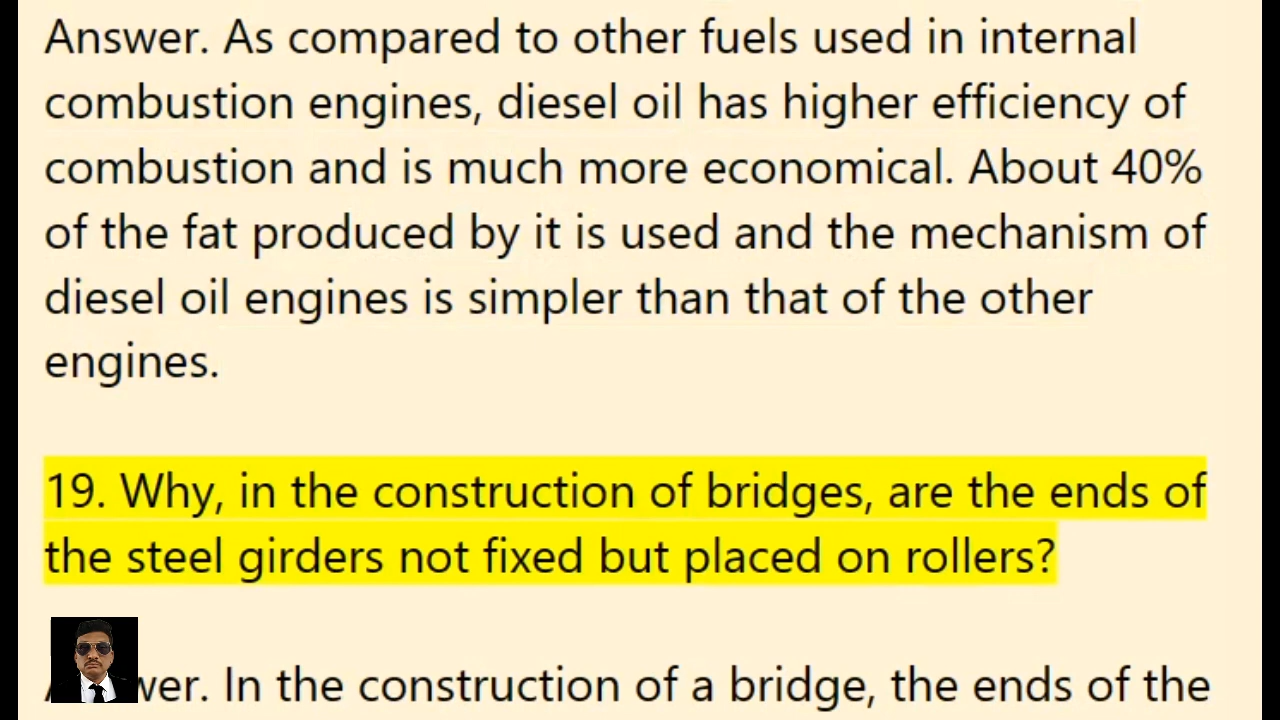 Answer. As compared to other fuels used in internal
combustion engines, diesel oil has higher efficiency of
combustion and is much more economical. About 40%
of the fat produced by it is used and the mechanism of
diesel oil engines is simpler than that of the other
engines.
19. Why, in the construction of bridges, are the ends of
the steel girders not fixed but placed on rollers?
In the construction of a bridge, the ends of the